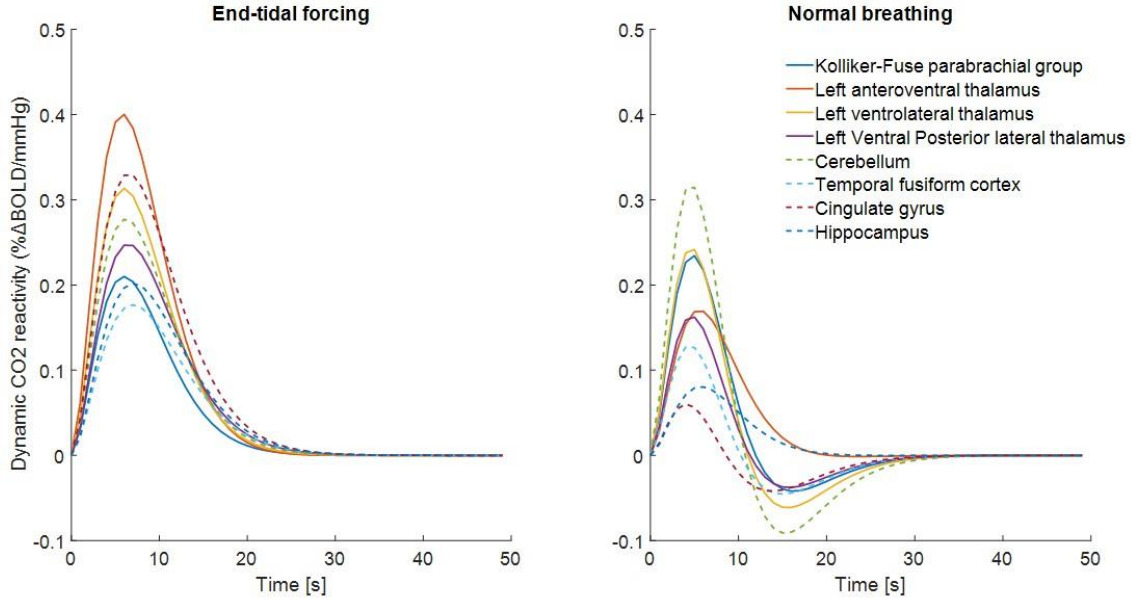 End-tidal forcing
Dynamic CO2 reactivity (%ΔBOLD/mmHg)
0.5
0.4
0.3
0.2
0.1
0
-0.1
0 10 20 30 40 50
Time [s]
Normal breathing
0.5
0.4
0.3
0.2
0.1
0
-0.1
0 10 20 30 40 50
Time [s]
Kolliker-Fuse parabrachial group
Left anteroventral thalamus
Left ventrolateral thalamus
Left Ventral Posterior lateral thalamus
Cerebellum
Temporal fusiform cortex
Cingulate gyrus
Hippocampus